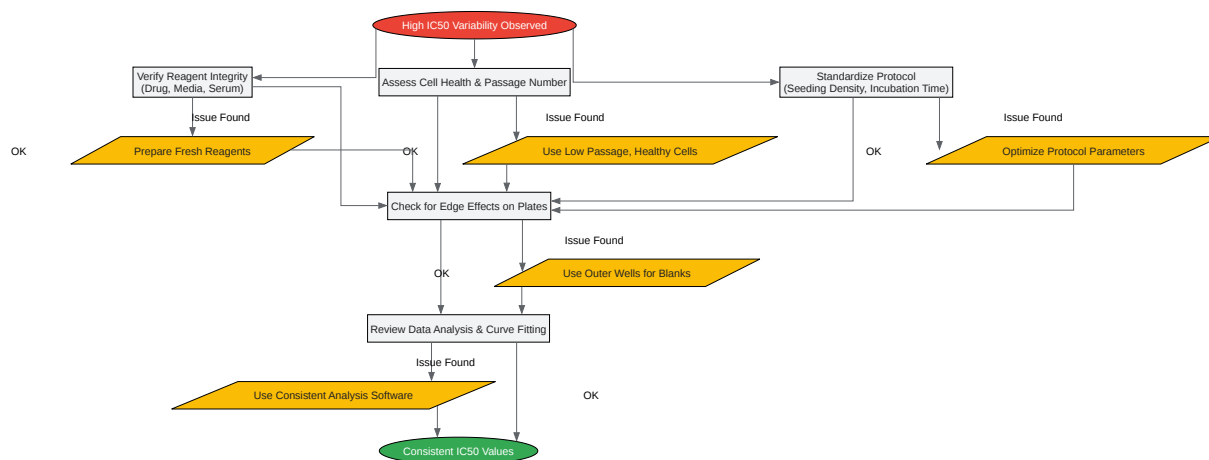 High IC50 Variability Observed
Verify Reagent Integrity
(Drug, Media, Serum)
Assess Cell Health & Passage Number
Standardize Protocol
(Seeding Density, Incubation Time)
Issue Found
Issue Found
Issue Found
OK
Prepare Fresh Reagents
OK
Use Low Passage, Healthy Cells
OK
Optimize Protocol Parameters
Check for Edge Effects on Plates
Issue Found
OK
Use Outer Wells for Blanks
Review Data Analysis & Curve Fitting
Issue Found
Use Consistent Analysis Software
OK
Consistent IC50 Values